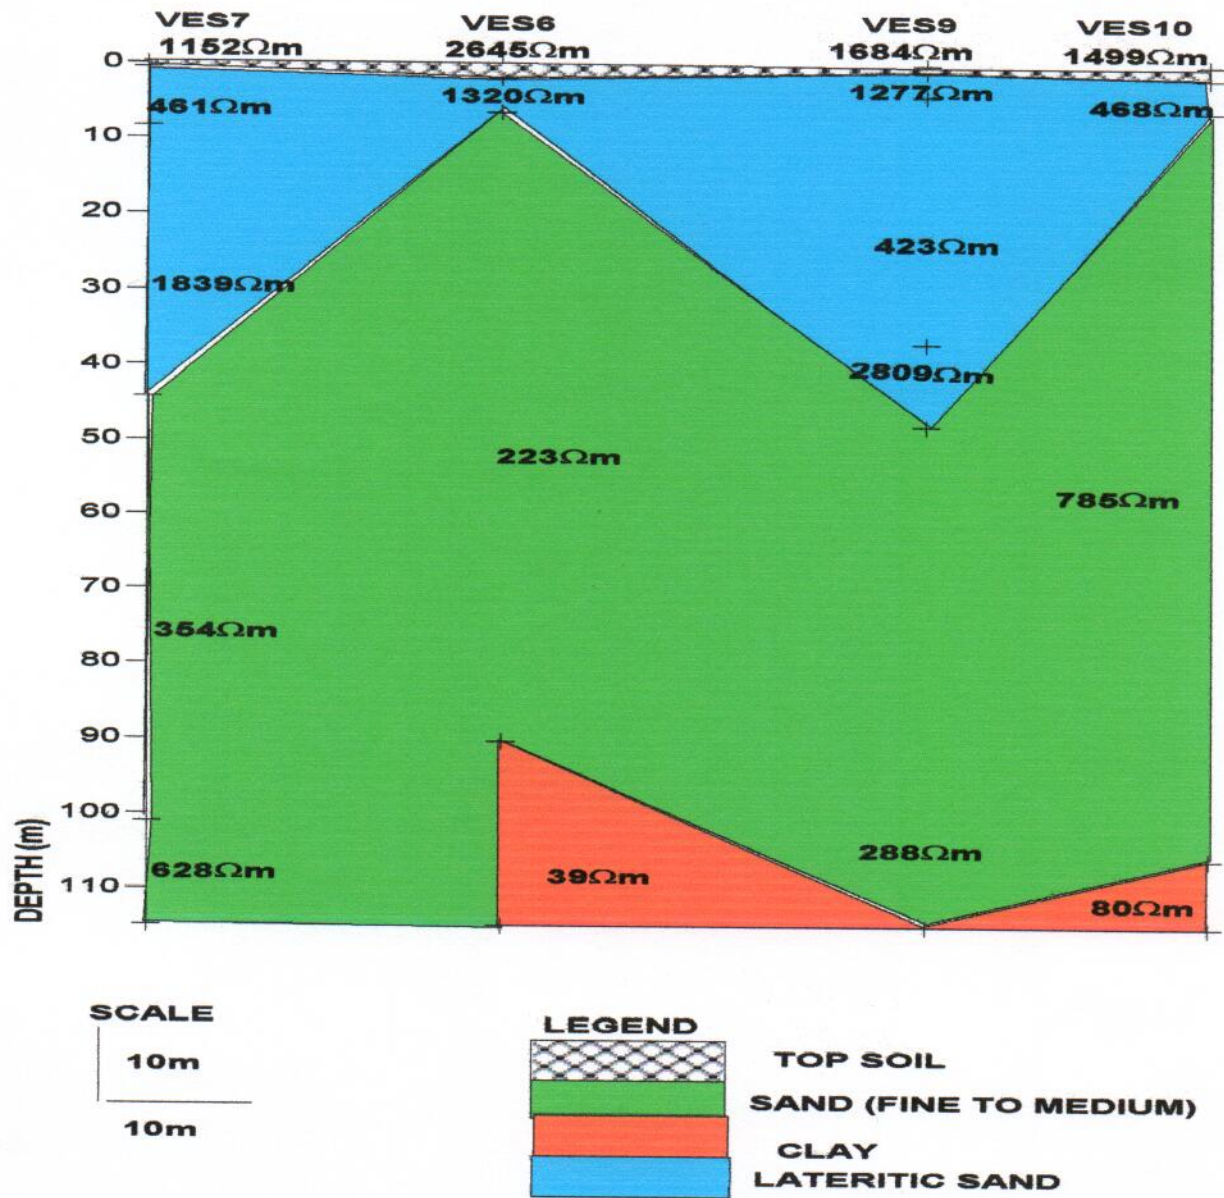 VES7 VES6 VES9 VES10
1152Ωm 2645Ωm 1684Ωm 1499Ωm
0
461Ωm 1320Ωm 1277Ωm 468Ωm
10
20
423Ωm
30 1839Ωm
40 2809Ωm
50 223Ωm
785Ωm
60
70
354Ωm
80
90
100
DEPTH (m)
628Ωm 39Ωm 288Ωm
110 80Ωm
SCALE
10m
10m
LEGEND
TOP SOIL
SAND (FINE TO MEDIUM)
CLAY
LATERITIC SAND